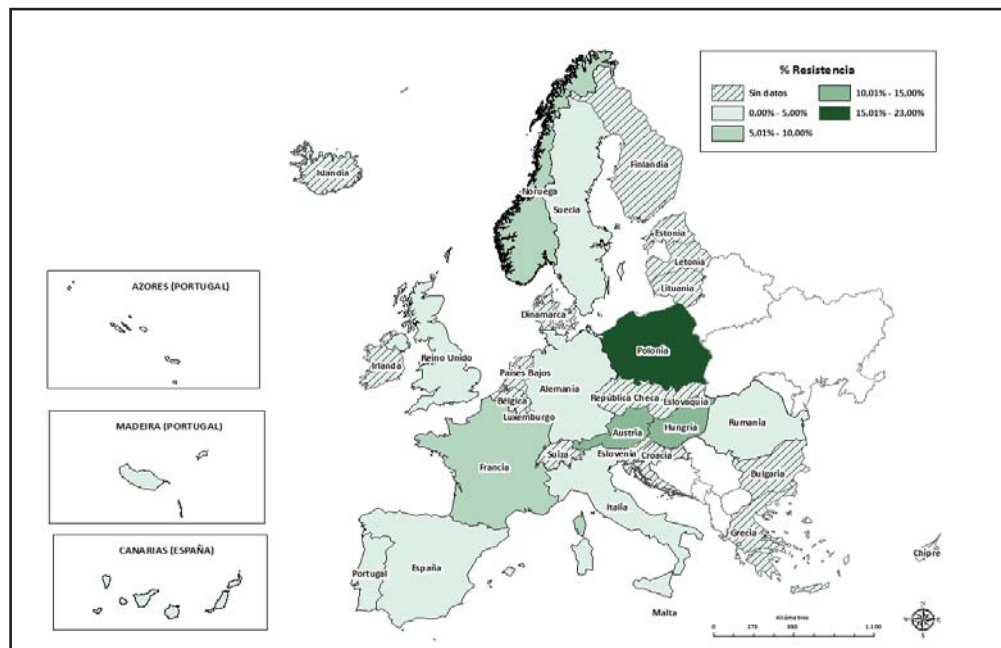 % Resistencia
Sin datos
0,00% - 5,00%
5,01% - 10,00%
10,01% - 15,00%
15,01% - 23,00%
Islandia
Finlandia
Noruega
Suecia
Estonia
Letonia
Lituania
AZORES (PORTUGAL)
Dinamarca
Irlanda
Reino Unido
Países Bajos
Polonia
Alemania
Bélgica
República Checa
Eslovaquia
Luxemburgo
MADEIRA (PORTUGAL)
Austria
Hungría
Rumanía
Suiza
Eslovenia
Croacia
Francia
Bulgaria
Italia
Grecia
CANARIAS (ESPAÑA)
Chipre
Portugal
España
Malta
Kilómetros
0
275
550
1.100
N
E
S